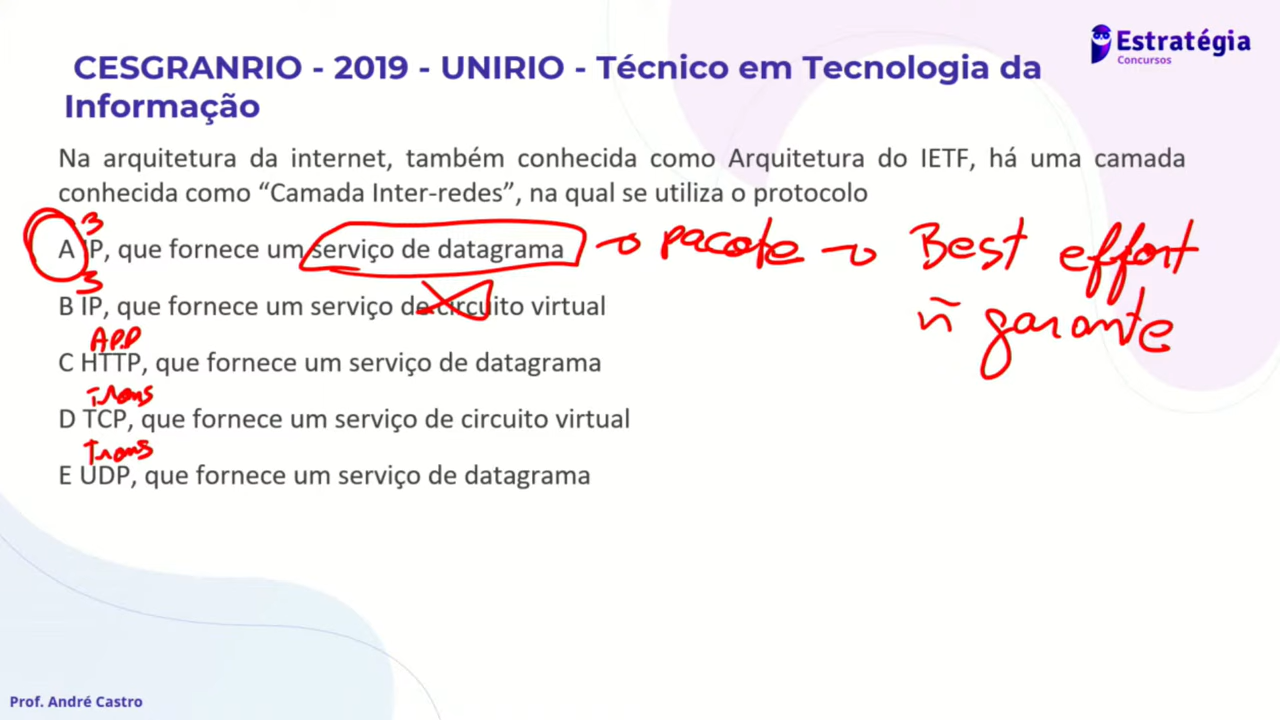 Estratégia
Concursos
CESGRANRIO - 2019 - UNIRIO - Técnico em Tecnologia da
Informação
Na arquitetura da internet, também conhecida como Arquitetura do IETF, há uma camada
conhecida como “Camada Inter-redes”, na qual se utiliza o protocolo
3
A IP, que fornece um serviço de datagrama → pacote → Best effort
ñ garante
3
B IP, que fornece um serviço de circuito virtual
APP
C HTTP, que fornece um serviço de datagrama
Trans
D TCP, que fornece um serviço de circuito virtual
Trans
E UDP, que fornece um serviço de datagrama
Prof. André Castro